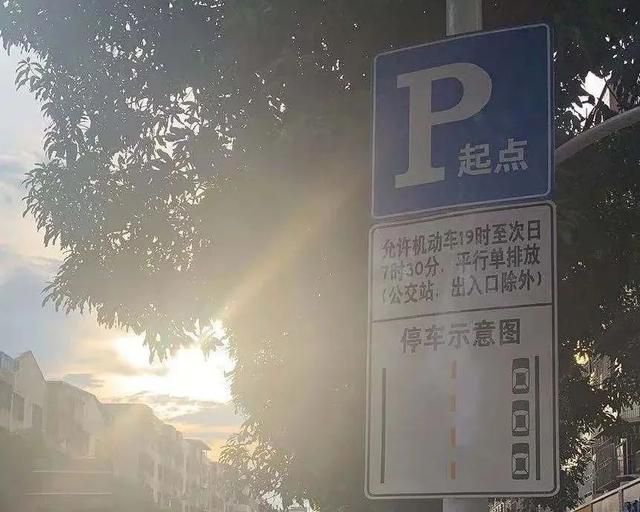 P
起点
允许机动车19时至次日
7时30分，平行单排放
(公交站，出入口除外)
停车示意图